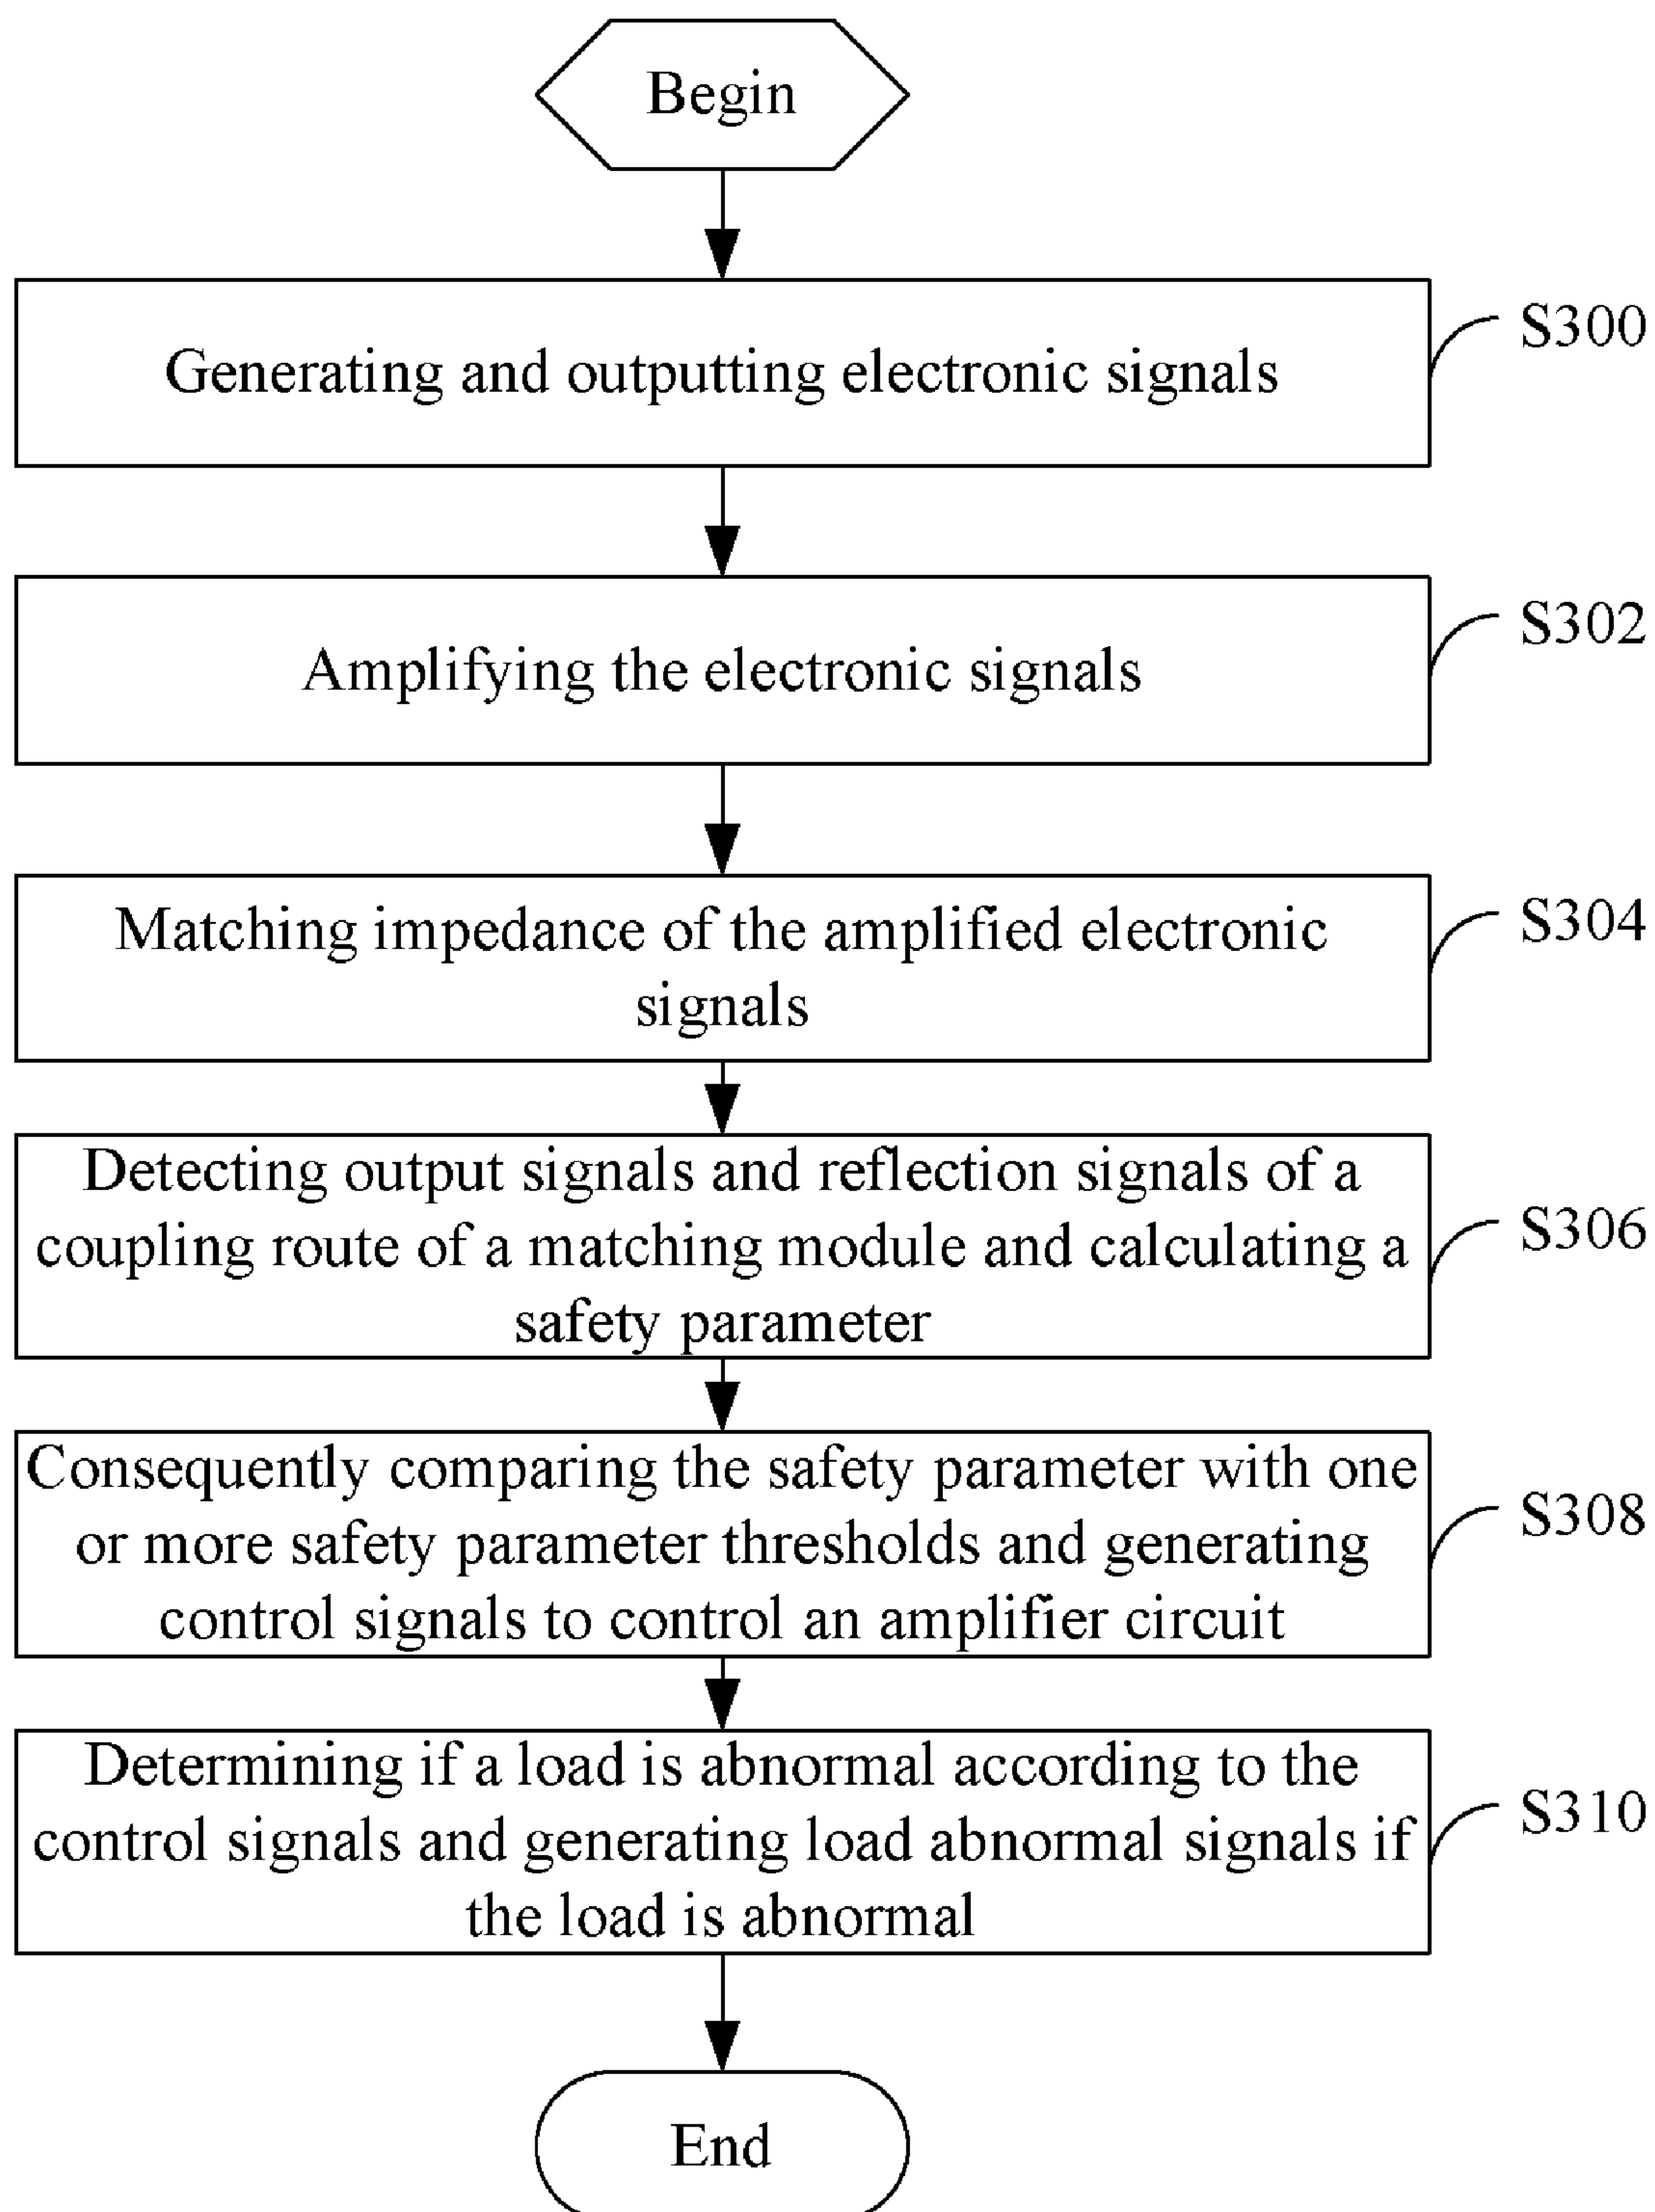 Begin
Generating and outputting electronic signals
S300
Amplifying the electronic signals
S302
Matching impedance of the amplified electronic
signals
S304
Detecting output signals and reflection signals of a
coupling route of a matching module and calculating a
safety parameter
S306
Consequently comparing the safety parameter with one
or more safety parameter thresholds and generating
control signals to control an amplifier circuit
S308
Determining if a load is abnormal according to the
control signals and generating load abnormal signals if
the load is abnormal
S310
End